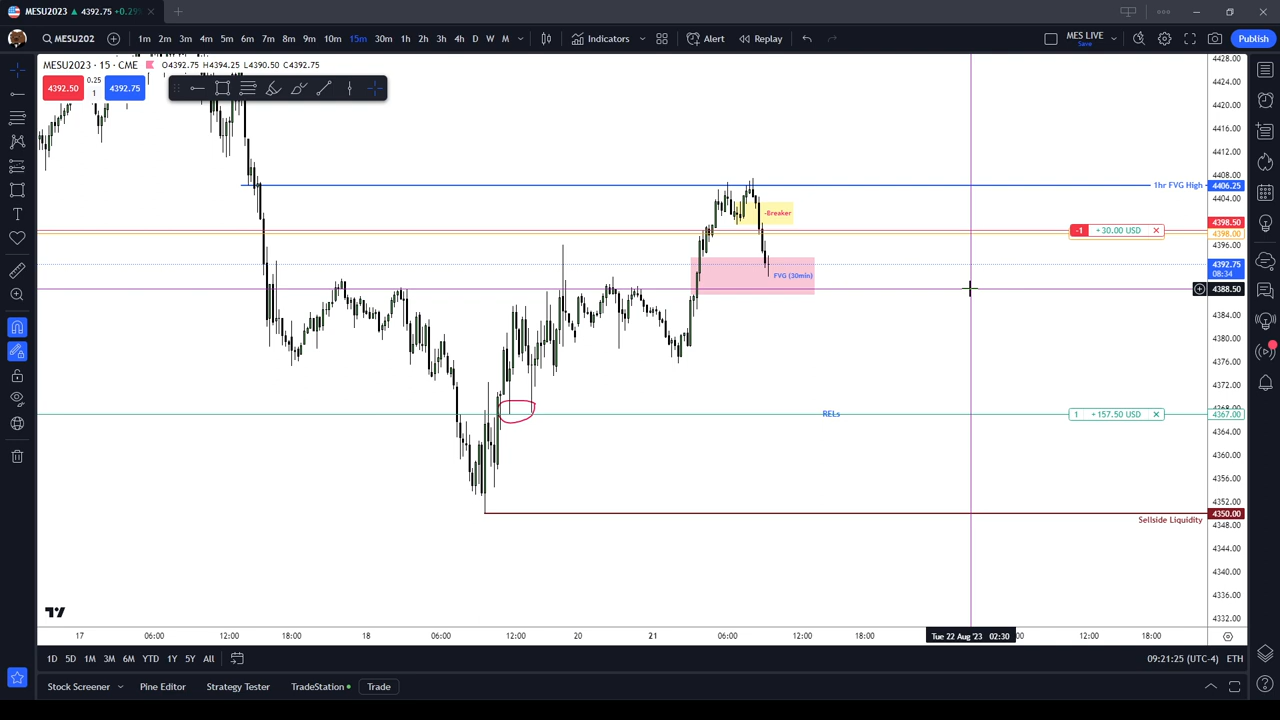 MESU2023 ▲ 4392.75 +0.29%
MESU202
1m 2m 3m 4m 5m 6m 7m 8m 9m 10m 15m 30m 1h 2h 3h 4h D W M
Indicators
Alert
Replay
MES LIVE
Save
Publish
MESU2023 · 15 · CME
O4392.75 H4394.25 L4390.50 C4392.75
4392.50
0.25
1
4392.75
4428.00
4424.00
4420.00
4416.00
4412.00
4408.00
1hr FVG High
4406.25
4404.00
-Breaker
4398.50
-1 +30.00 USD ×
4398.00
4396.00
4392.75
08:34
FVG (30min)
4388.50
4384.00
4380.00
4376.00
4372.00
4368.00
RELs
1 +157.50 USD ×
4367.00
4364.00
4360.00
4356.00
4352.00
4350.00
Sellside Liquidity
4348.00
4344.00
4340.00
4336.00
4332.00
17 06:00 12:00 18:00 18 06:00 12:00 20 21 06:00 12:00 18:00 Tue 22 Aug '23 02:30 12:00 18:00
1D 5D 1M 3M 6M YTD 1Y 5Y All
09:21:25 (UTC-4) ETH
Stock Screener Pine Editor Strategy Tester TradeStation Trade